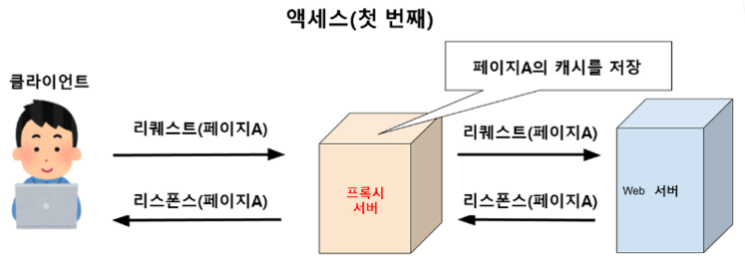 액세스(첫 번째)
페이지A의 캐시를 저장
클라이언트
리퀘스트(페이지A)
리퀘스트(페이지A)
프록시
서버
Web 서버
리스폰스(페이지A)
리스폰스(페이지A)